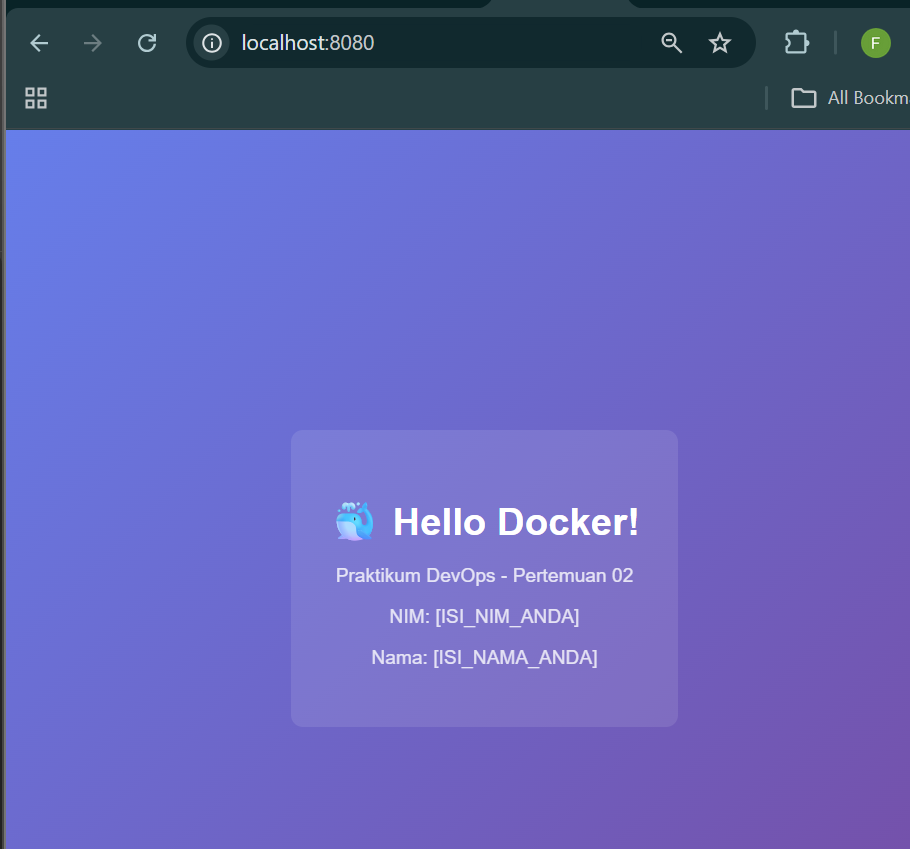 localhost:8080
F
All Bookm
Hello Docker!
Praktikum DevOps - Pertemuan 02
NIM: [ISI_NIM_ANDA]
Nama: [ISI_NAMA_ANDA]